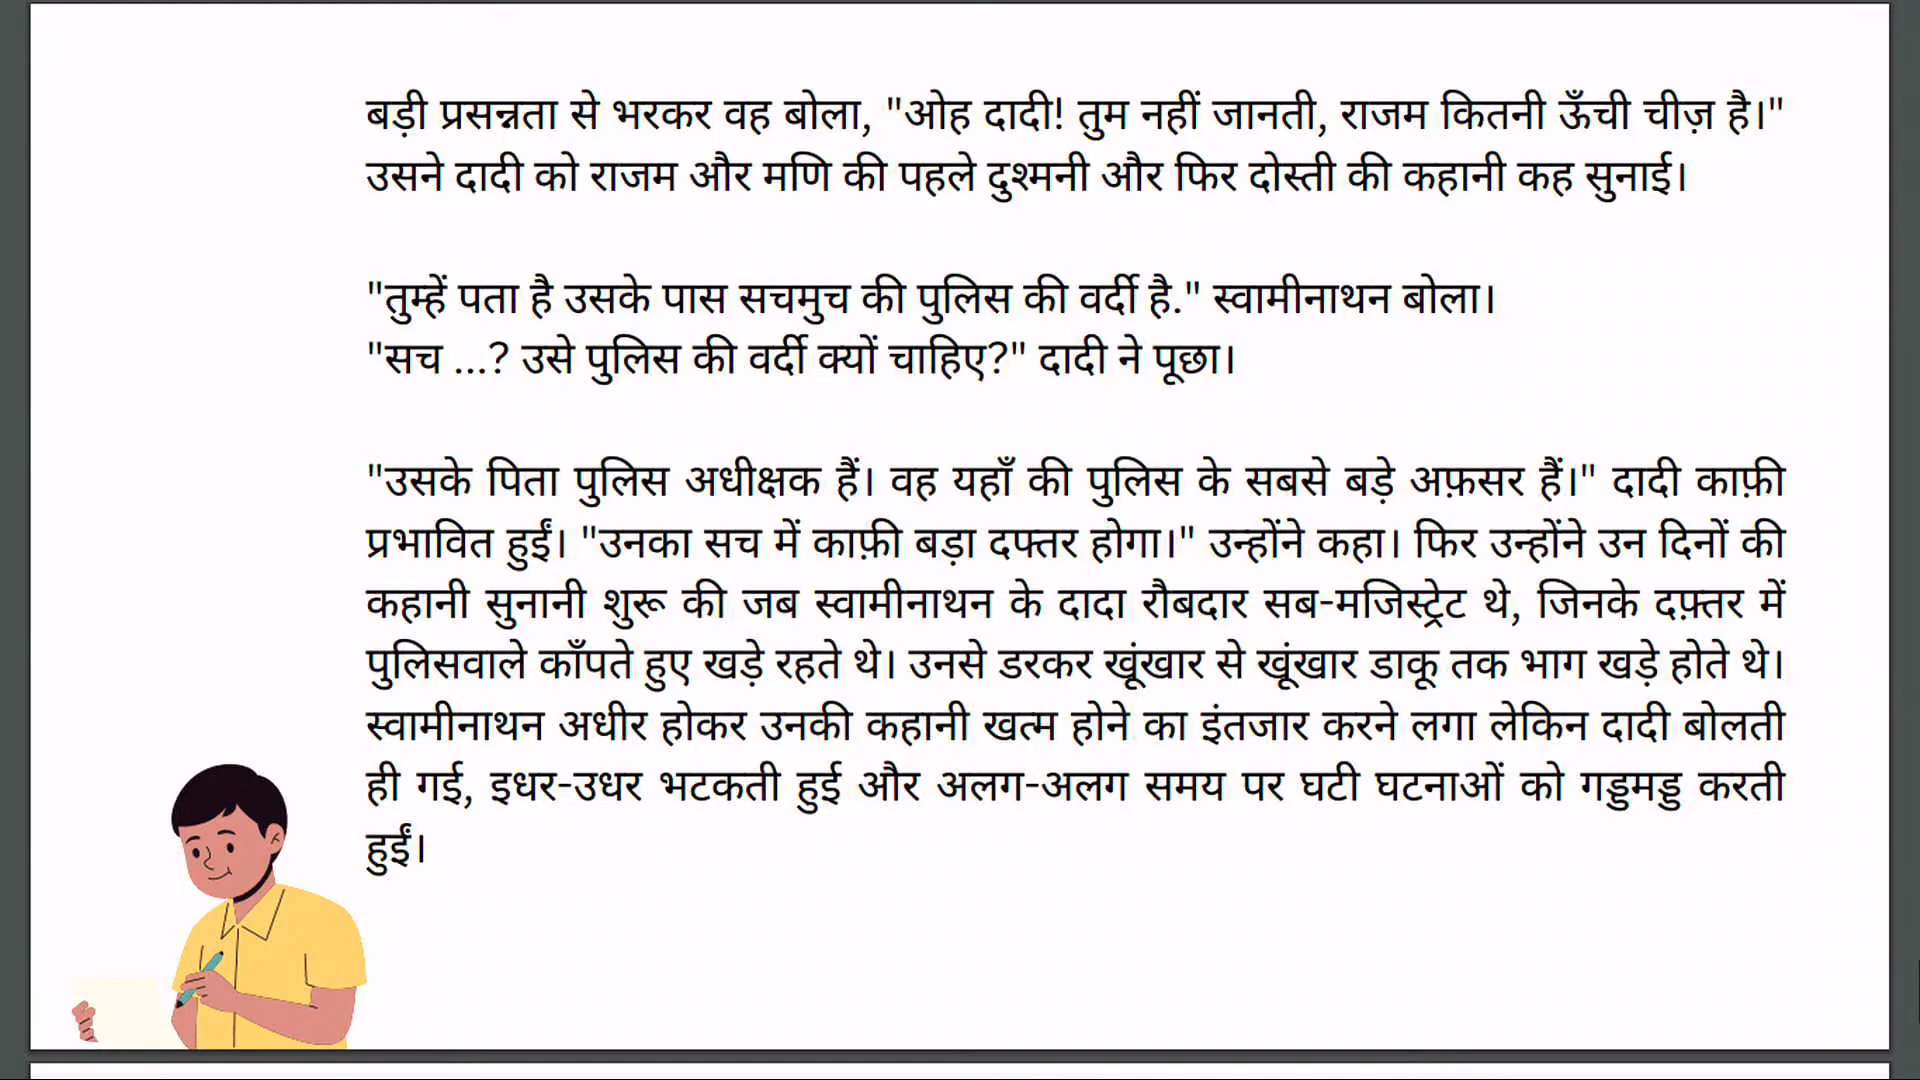 बड़ी प्रसन्नता से भरकर वह बोला, "ओह दादी! तुम नहीं जानती, राजम कितनी ऊँची चीज़ है।"
उसने दादी को राजम और मणि की पहले दुश्मनी और फिर दोस्ती की कहानी कह सुनाई।
"तुम्हें पता है उसके पास सचमुच की पुलिस की वर्दी है." स्वामीनाथन बोला।
"सच ...? उसे पुलिस की वर्दी क्यों चाहिए?" दादी ने पूछा।
"उसके पिता पुलिस अधीक्षक हैं। वह यहाँ की पुलिस के सबसे बड़े अफ़सर हैं।" दादी काफ़ी
प्रभावित हुईं। "उनका सच में काफ़ी बड़ा दफ्तर होगा।" उन्होंने कहा। फिर उन्होंने उन दिनों की
कहानी सुनानी शुरू की जब स्वामीनाथन के दादा रौबदार सब-मजिस्ट्रेट थे, जिनके दफ़्तर में
पुलिसवाले काँपते हुए खड़े रहते थे। उनसे डरकर खूंखार से खूंखार डाकू तक भाग खड़े होते थे।
स्वामीनाथन अधीर होकर उनकी कहानी खत्म होने का इंतजार करने लगा लेकिन दादी बोलती
ही गई, इधर-उधर भटकती हुई और अलग-अलग समय पर घटी घटनाओं को गड्डमड्ड करती
हुईं।